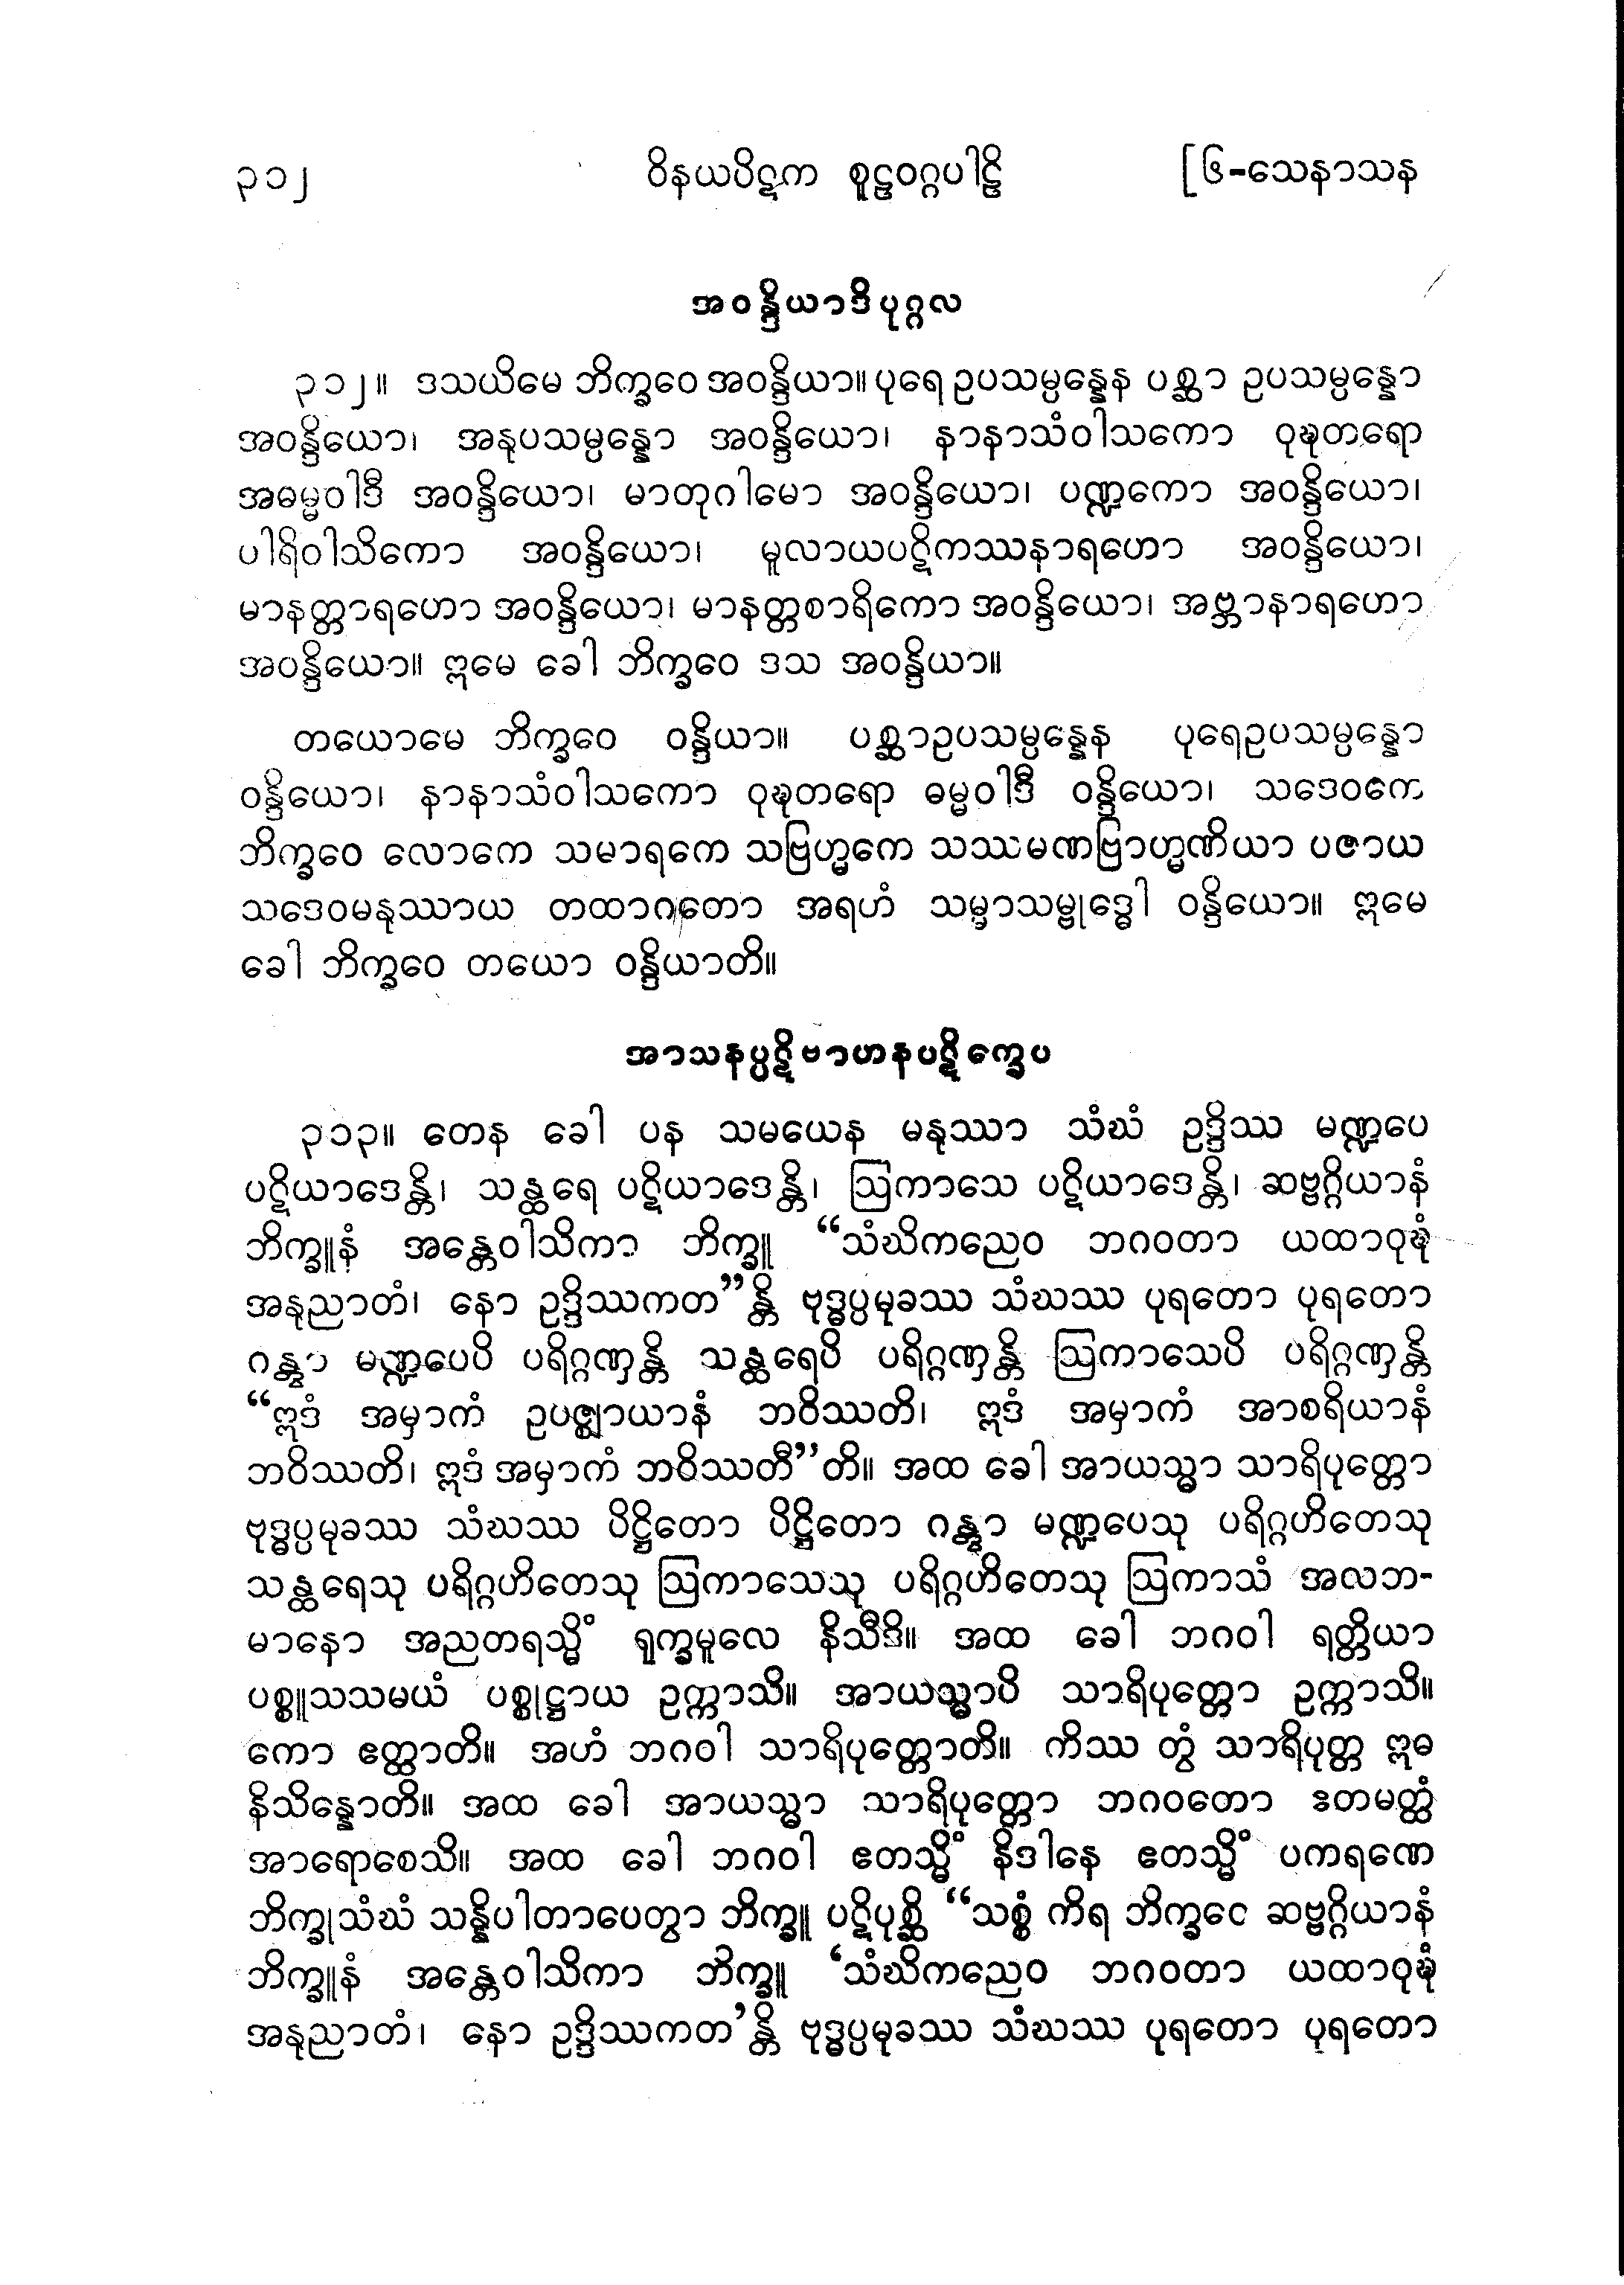 ၃၁၂ ဝိနယပိဋက စူဠဝဂ္ဂပါဠိ [၆-သေနာသန
အဝန္ဒိယာဒိပုဂ္ဂလ
၃၁၂။ ဒသယိမေ ဘိက္ခဝေ အဝန္ဒိယာ။ ပုရေ ဥပသမ္ပန္နေန ပစ္ဆာ ဥပသမ္ပန္နော
အဝန္ဒိယော၊ အနုပသမ္ပန္နော အဝန္ဒိယော၊ နာနာသံဝါသကော ဝုဍ္ဎတရော
အဓမ္မဝါဒီ အဝန္ဒိယော၊ မာတုဂါမော အဝန္ဒိယော၊ ပဏ္ဍကော အဝန္ဒိယော၊
ပါရိဝါသိကော အဝန္ဒိယော၊ မူလာယပဋိကဿနာရဟော အဝန္ဒိယော၊
မာနတ္တာရဟော အဝန္ဒိယော၊ မာနတ္တစာရိကော အဝန္ဒိယော၊ အဗ္ဘာနာရဟော
အဝန္ဒိယော။ ဣမေ ခေါ ဘိက္ခဝေ ဒသ အဝန္ဒိယာ။
တယောမေ ဘိက္ခဝေ ဝန္ဒိယာ။ ပစ္ဆာဥပသမ္ပန္နေန ပုရေဥပသမ္ပန္နော
ဝန္ဒိယော၊ နာနာသံဝါသကော ဝုဍ္ဎတရော ဓမ္မဝါဒီ ဝန္ဒိယော၊ သဒေဝကေ
ဘိက္ခဝေ လောကေ သမာရကေ သဗြဟ္မကေ သဿမဏဗြာဟ္မဏိယာ ပဇာယ
သဒေဝမနုဿာယ တထာဂတော အရဟံ သမ္မာသမ္ဗုဒ္ဓေါ ဝန္ဒိယော။ ဣမေ
ခေါ ဘိက္ခဝေ တယော ဝန္ဒိယာတိ။
အာသနပ္ပဋိဗာဟနပဋိက္ခေပ
၃၁၃။ တေန ခေါ ပန သမယေန မနုဿာ သံဃံ ဥဒ္ဒိဿ မဏ္ဍပေ
ပဋိယာဒေန္တိ၊ သန္ထရေ ပဋိယာဒေန္တိ၊ ဩကာသေ ပဋိယာဒေန္တိ၊ ဆဗ္ဗဂ္ဂိယာနံ
ဘိက္ခူနံ အန္တေဝါသိကာ ဘိက္ခူ “သံဃိကညေဝ ဘဂဝတာ ယထာဝုဍ္ဎံ
အနုညာတံ၊ နော ဥဒ္ဒိဿကတ”န္တိ ဗုဒ္ဓပ္ပမုခဿ သံဃဿ ပုရတော ပုရတော
ဂန္တွာ မဏ္ဍပေပိ ပရိဂ္ဂဏှန္တိ သန္ထရေပိ ပရိဂ္ဂဏှန္တိ ဩကာသေပိ ပရိဂ္ဂဏှန္တိ
“ဣဒံ အမှာကံ ဥပဇ္ဈာယာနံ ဘဝိဿတိ၊ ဣဒံ အမှာကံ အာစရိယာနံ
ဘဝိဿတိ၊ ဣဒံ အမှာကံ ဘဝိဿတီ”တိ။ အထ ခေါ အာယသ္မာ သာရိပုတ္တော
ဗုဒ္ဓပ္ပမုခဿ သံဃဿ ပိဋ္ဌိတော ပိဋ္ဌိတော ဂန္တွာ မဏ္ဍပေသု ပရိဂ္ဂဟိတေသု
သန္ထရေသု ပရိဂ္ဂဟိတေသု ဩကာသေသု ပရိဂ္ဂဟိတေသု ဩကာသံ အလဘ-
မာနော အညတရသ္မိံ ရုက္ခမူလေ နိသီဒိ။ အထ ခေါ ဘဂဝါ ရတ္တိယာ
ပစ္စူသသမယံ ပစ္စုဋ္ဌာယ ဥက္ကာသိ။ အာယသ္မာပိ သာရိပုတ္တော ဥက္ကာသိ။
ကော ဧတ္ထာတိ။ အဟံ ဘဂဝါ သာရိပုတ္တောတိ။ ကိဿ တွံ သာရိပုတ္တ ဣဓ
နိသိန္နောတိ။ အထ ခေါ အာယသ္မာ သာရိပုတ္တော ဘဂဝတော ဧတမတ္ထံ
အာရောစေသိ။ အထ ခေါ ဘဂဝါ ဧတသ္မိံ နိဒါနေ ဧတသ္မိံ ပကရဏေ
ဘိက္ခုသံဃံ သန္နိပါတာပေတွာ ဘိက္ခူ ပဋိပုစ္ဆိ “သစ္စံ ကိရ ဘိက္ခဝေ ဆဗ္ဗဂ္ဂိယာနံ
ဘိက္ခူနံ အန္တေဝါသိကာ ဘိက္ခူ ‘သံဃိကညေဝ ဘဂဝတာ ယထာဝုဍ္ဎံ
အနုညာတံ၊ နော ဥဒ္ဒိဿကတ’န္တိ ဗုဒ္ဓပ္ပမုခဿ သံဃဿ ပုရတော ပုရတော